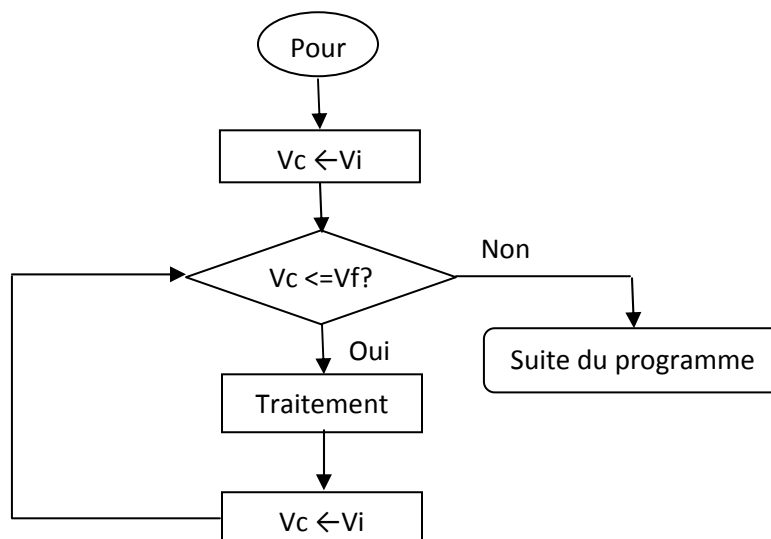 Pour
Vc ←Vi
Vc <=Vf?
Non
Oui
Suite du programme
Traitement
Vc ←Vi